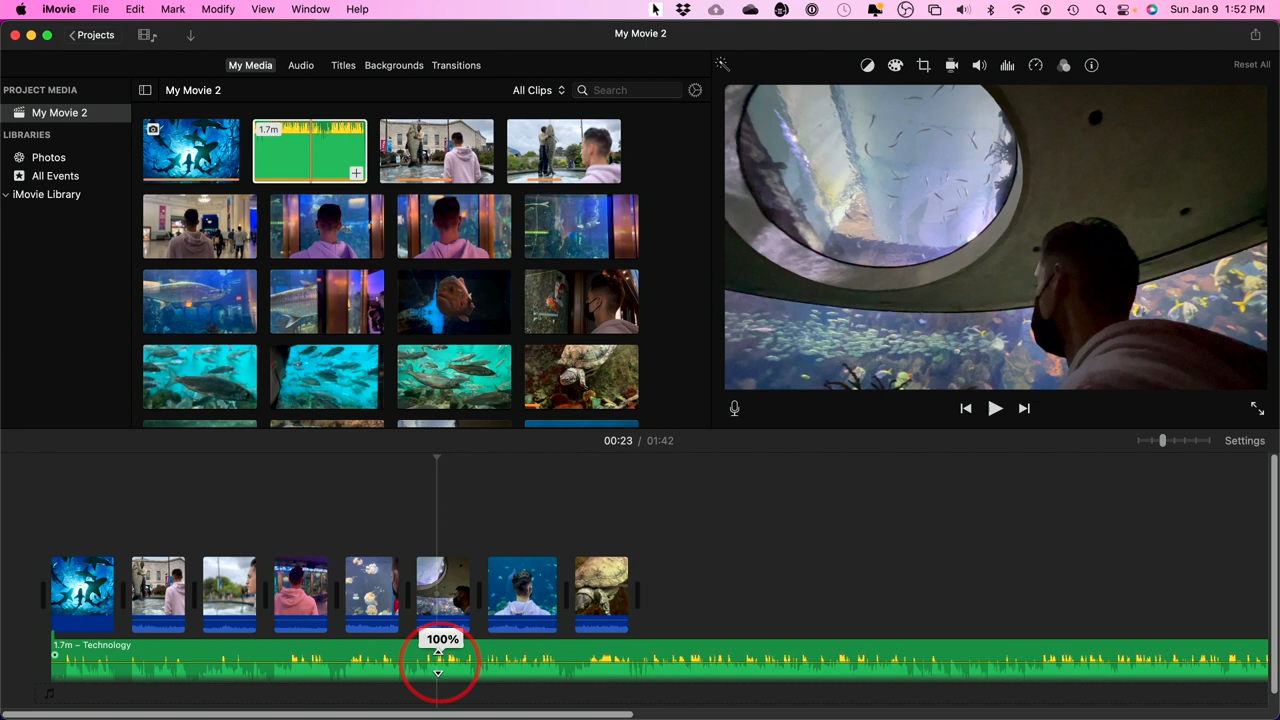 iMovie File Edit Mark Modify View Window Help Sun Jan 9 1:52 PM
Projects My Movie 2
My Media Audio Titles Backgrounds Transitions Reset All
PROJECT MEDIA My Movie 2 All Clips Search
My Movie 2
LIBRARIES
Photos
All Events
iMovie Library
1.7m
00:23 / 01:42 Settings
100%
1.7m – Technology